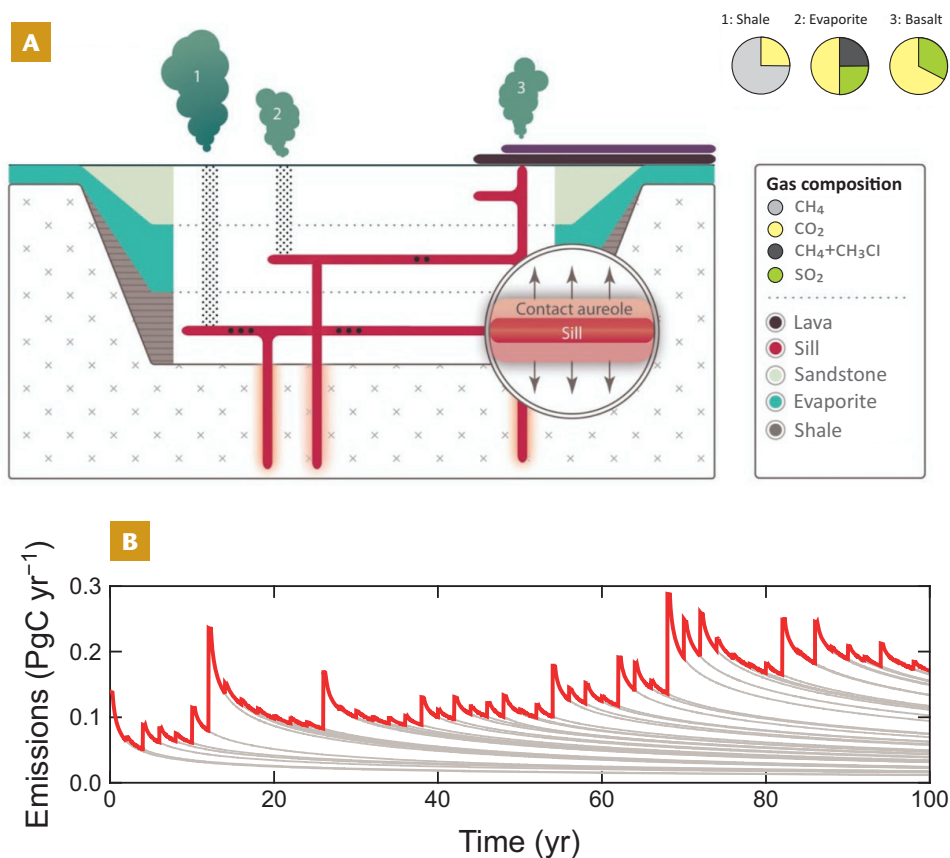 A
1: Shale 2: Evaporite 3: Basalt
1
2
3
Contact aureole
Sill
Gas composition
CH₄
CO₂
CH₄+CH₃Cl
SO₂
Lava
Sill
Sandstone
Evaporite
Shale
B
Emissions (PgC yr⁻¹)
0.3
0.2
0.1
0.0
0 20 40 60 80 100
Time (yr)